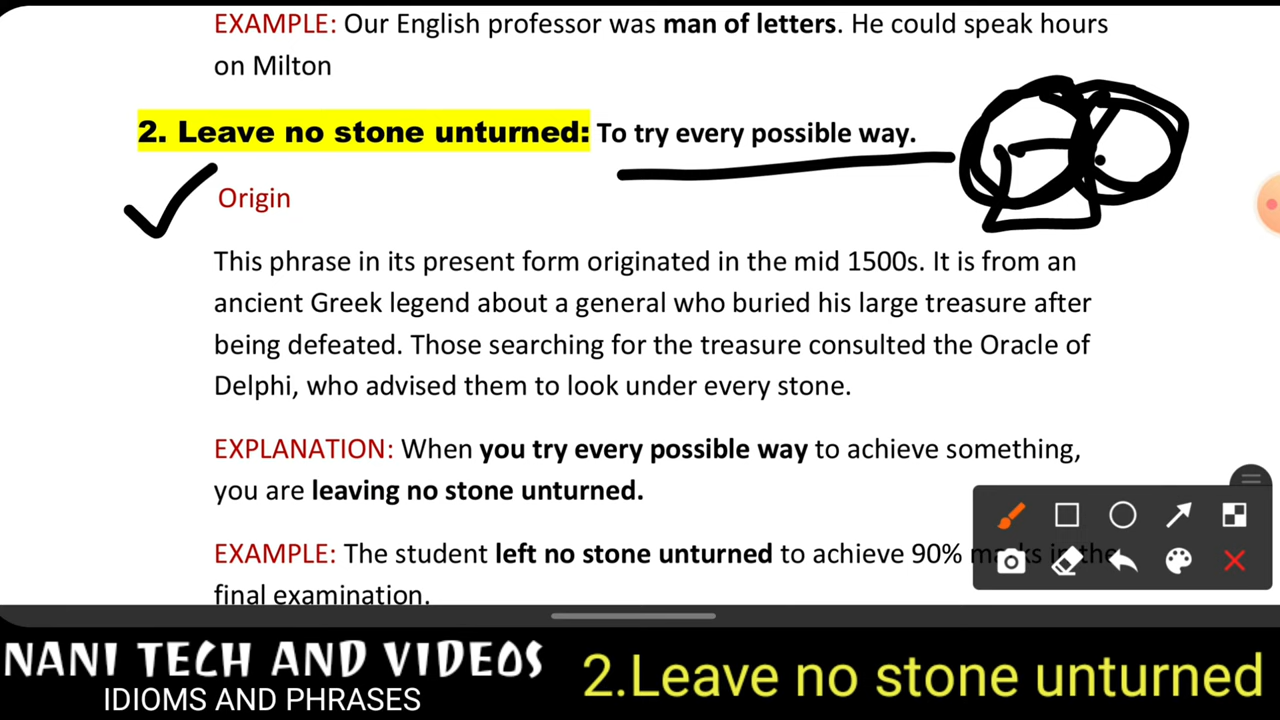 EXAMPLE: Our English professor was man of letters. He could speak hours
on Milton
2. Leave no stone unturned: To try every possible way.
Origin
This phrase in its present form originated in the mid 1500s. It is from an
ancient Greek legend about a general who buried his large treasure after
being defeated. Those searching for the treasure consulted the Oracle of
Delphi, who advised them to look under every stone.
EXPLANATION: When you try every possible way to achieve something,
you are leaving no stone unturned.
EXAMPLE: The student left no stone unturned to achieve 90% marks in the
final examination.
NANI TECH AND VIDEOS
IDIOMS AND PHRASES
2.Leave no stone unturned